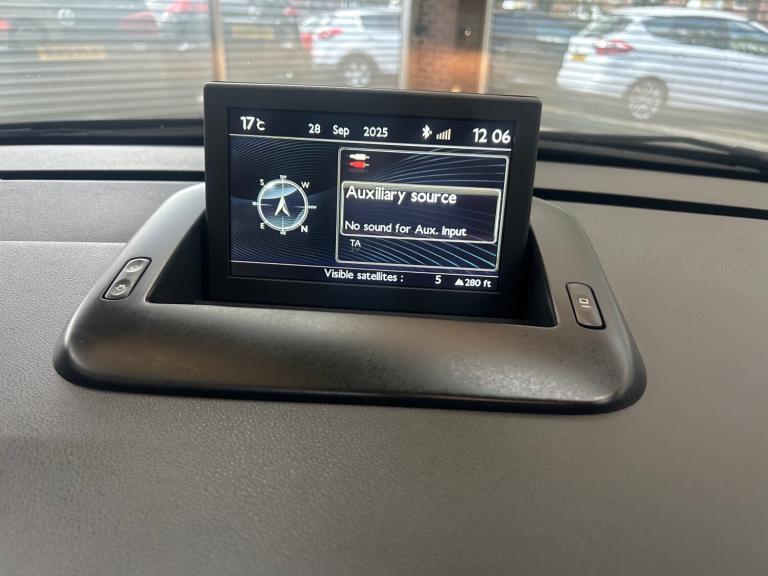 17°C 28 Sep 2025 12 06
S W
E N
Auxiliary source
No sound for Aux. Input
TA
Visible satellites : 5 280 ft